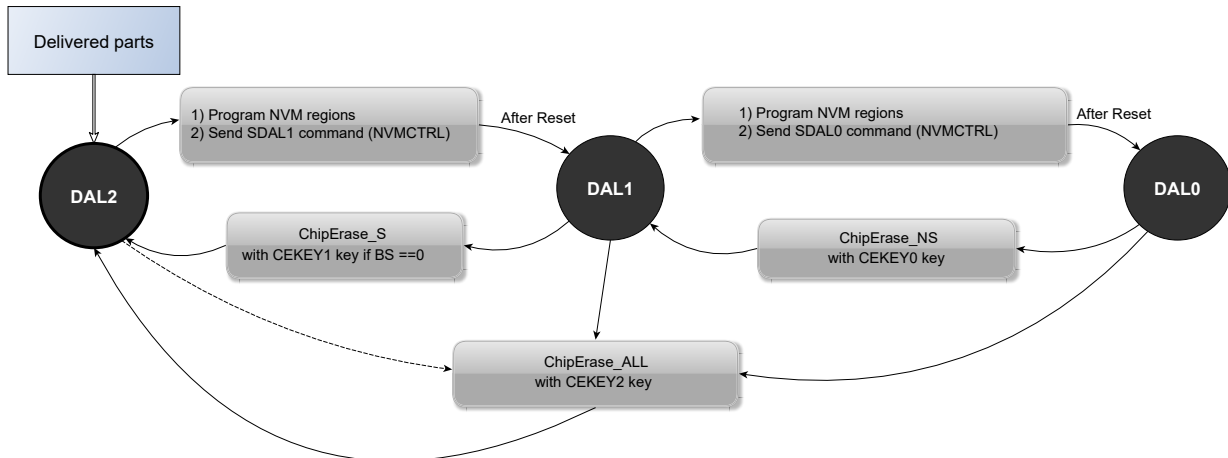 Delivered parts
1) Program NVM regions
2) Send SDAL1 command (NVMCTRL)
After Reset
1) Program NVM regions
2) Send SDAL0 command (NVMCTRL)
After Reset
DAL2
DAL1
DAL0
ChipErase_S
with CEKEY1 key if BS ==0
ChipErase_NS
with CEKEY0 key
ChipErase_ALL
with CEKEY2 key